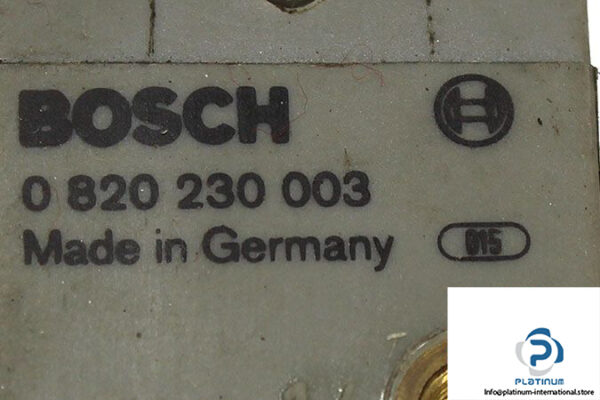 BOSCH
0 820 230 003
Made in Germany
015
PLATINUM
Info@platinum-international.store